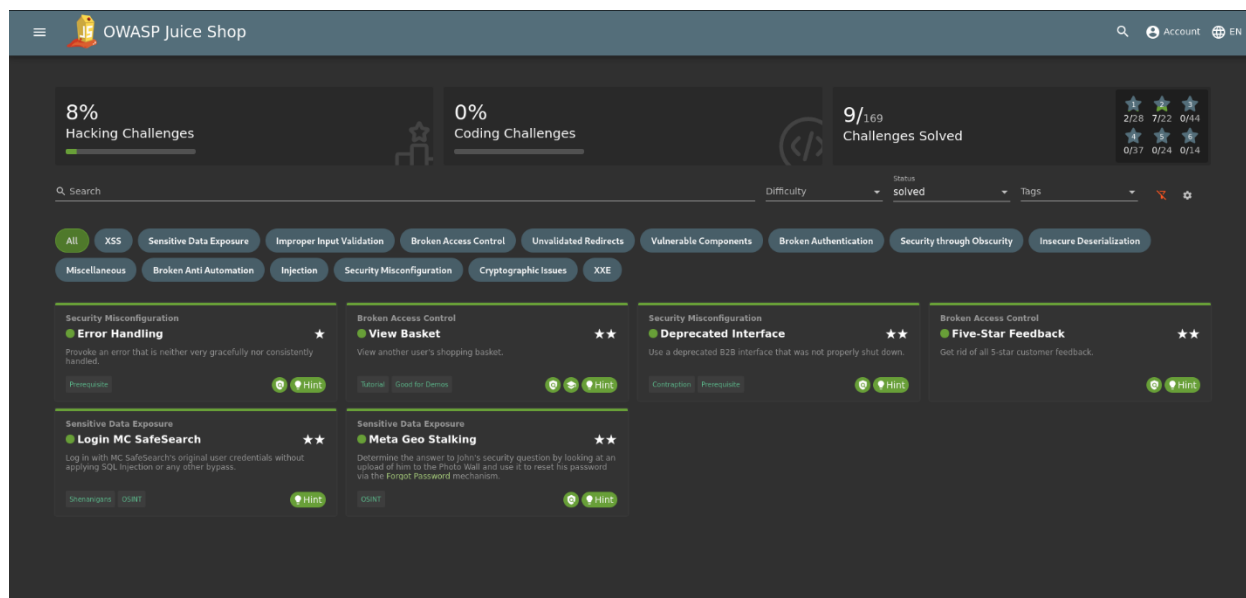 OWASP Juice Shop
Account
EN
8%
Hacking Challenges
0%
Coding Challenges
9/169
Challenges Solved
1 2 3
2/28 7/22 0/44
4 5 6
0/37 0/24 0/14
Search
Difficulty
Status
solved
Tags
All XSS Sensitive Data Exposure Improper Input Validation Broken Access Control Unvalidated Redirects Vulnerable Components Broken Authentication Security through Obscurity Insecure Deserialization
Miscellaneous Broken Anti Automation Injection Security Misconfiguration Cryptographic Issues XXE
Security Misconfiguration
Error Handling
Provoke an error that is neither very gracefully nor consistently
handled.
Prerequisite
Hint
Broken Access Control
View Basket
View another user's shopping basket.
Tutorial Good for Demos
Hint
Security Misconfiguration
Deprecated Interface
Use a deprecated B2B interface that was not properly shut down.
Contraption Prerequisite
Hint
Broken Access Control
Five-Star Feedback
Get rid of all 5-star customer feedback.
Hint
Sensitive Data Exposure
Login MC SafeSearch
Log in with MC SafeSearch's original user credentials without
applying SQL Injection or any other bypass.
Shenanigans OSINT
Hint
Sensitive Data Exposure
Meta Geo Stalking
Determine the answer to John's security question by looking at an
upload of him to the Photo Wall and use it to reset his password
via the Forgot Password mechanism.
OSINT
Hint